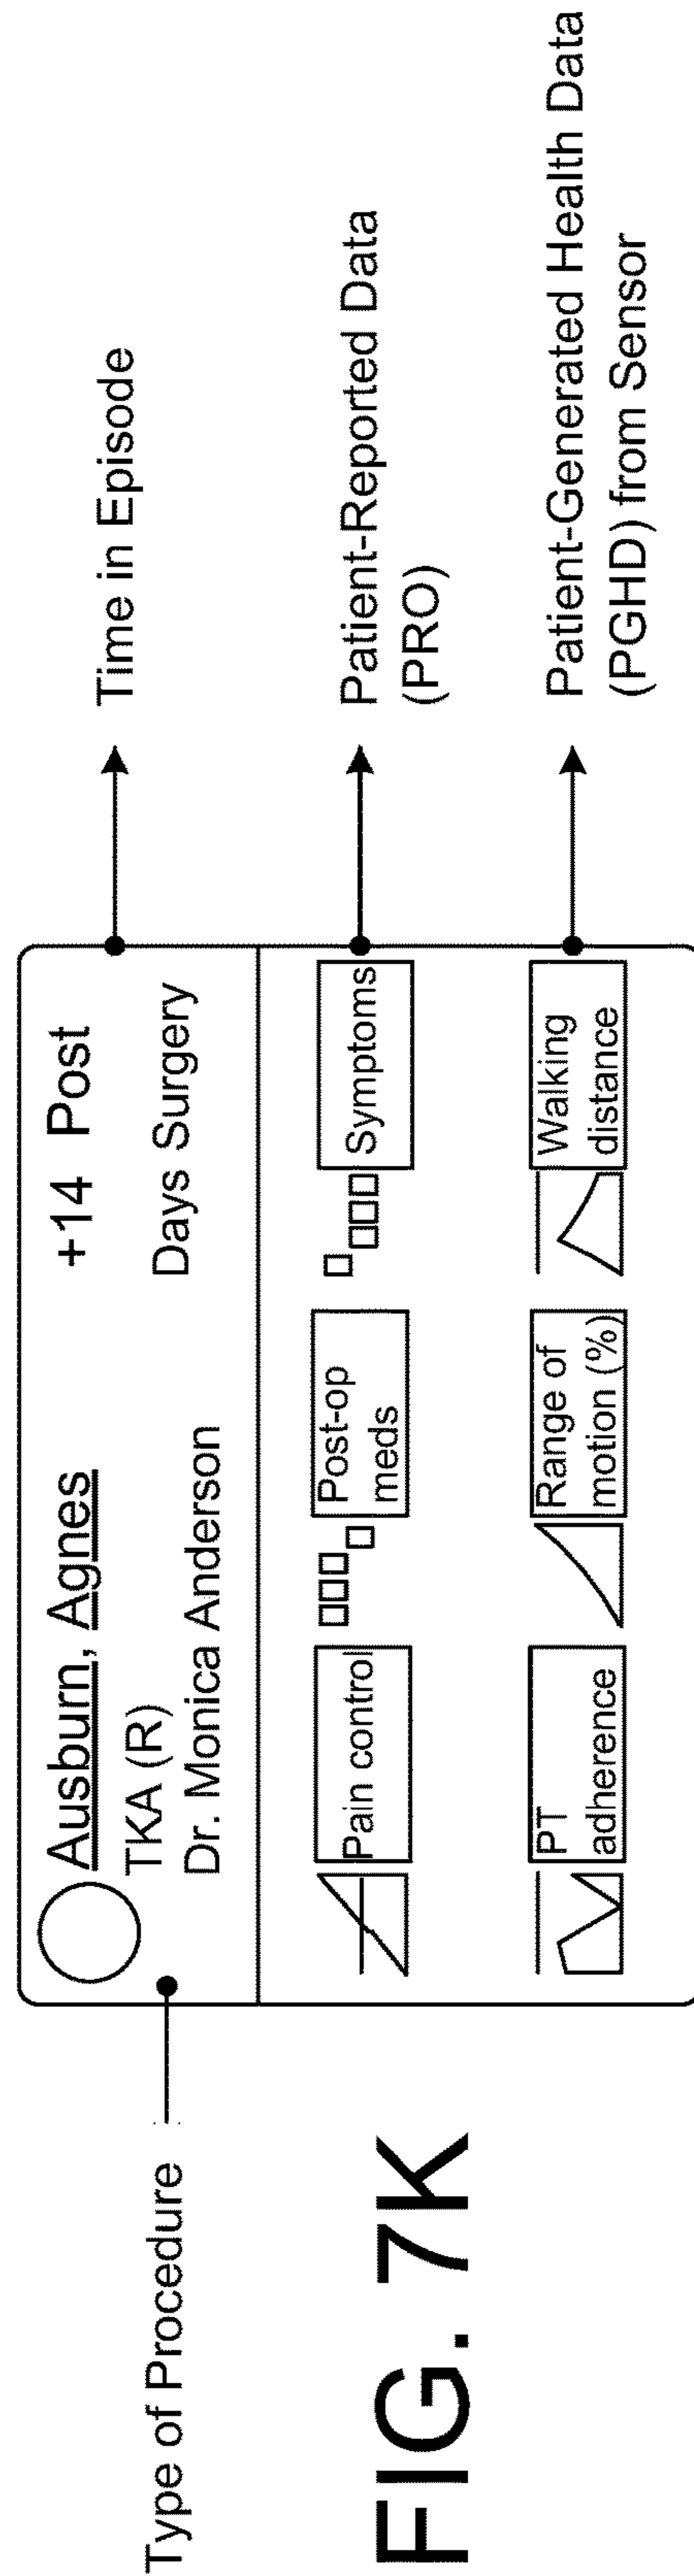 Type of Procedure
Ausburn, Agnes
TKA (R)
Dr. Monica Anderson
+14 Post
Days Surgery
Time in Episode
Pain control
Post-op
meds
Symptoms
Patient-Reported Data
(PRO)
PT
adherence
Range of
motion (%)
Walking
distance
Patient-Generated Health Data
(PGHD) from Sensor
FIG. 7K